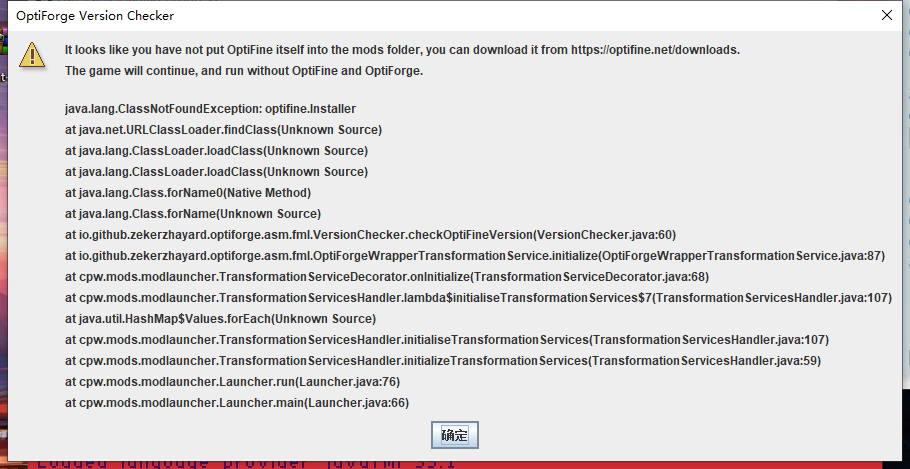 OptiForge Version Checker
It looks like you have not put OptiFine itself into the mods folder, you can download it from https://optifine.net/downloads.
The game will continue, and run without OptiFine and OptiForge.
java.lang.ClassNotFoundException: optifine.Installer
at java.net.URLClassLoader.findClass(Unknown Source)
at java.lang.ClassLoader.loadClass(Unknown Source)
at java.lang.ClassLoader.loadClass(Unknown Source)
at java.lang.Class.forName0(Native Method)
at java.lang.Class.forName(Unknown Source)
at io.github.zekerzhayard.optiforge.asm.fml.VersionChecker.checkOptiFineVersion(VersionChecker.java:60)
at io.github.zekerzhayard.optiforge.asm.fml.OptiForgeWrapperTransformationService.initialize(OptiForgeWrapperTransformationService.java:87)
at cpw.mods.modlauncher.TransformationServiceDecorator.onInitialize(TransformationServiceDecorator.java:68)
at cpw.mods.modlauncher.TransformationServicesHandler.lambda$initialiseTransformationServices$7(TransformationServicesHandler.java:107)
at java.util.HashMap$Values.forEach(Unknown Source)
at cpw.mods.modlauncher.TransformationServicesHandler.initialiseTransformationServices(TransformationServicesHandler.java:107)
at cpw.mods.modlauncher.TransformationServicesHandler.initializeTransformationServices(TransformationServicesHandler.java:59)
at cpw.mods.modlauncher.Launcher.run(Launcher.java:76)
at cpw.mods.modlauncher.Launcher.main(Launcher.java:66)
确定
Loaded language provider javafml